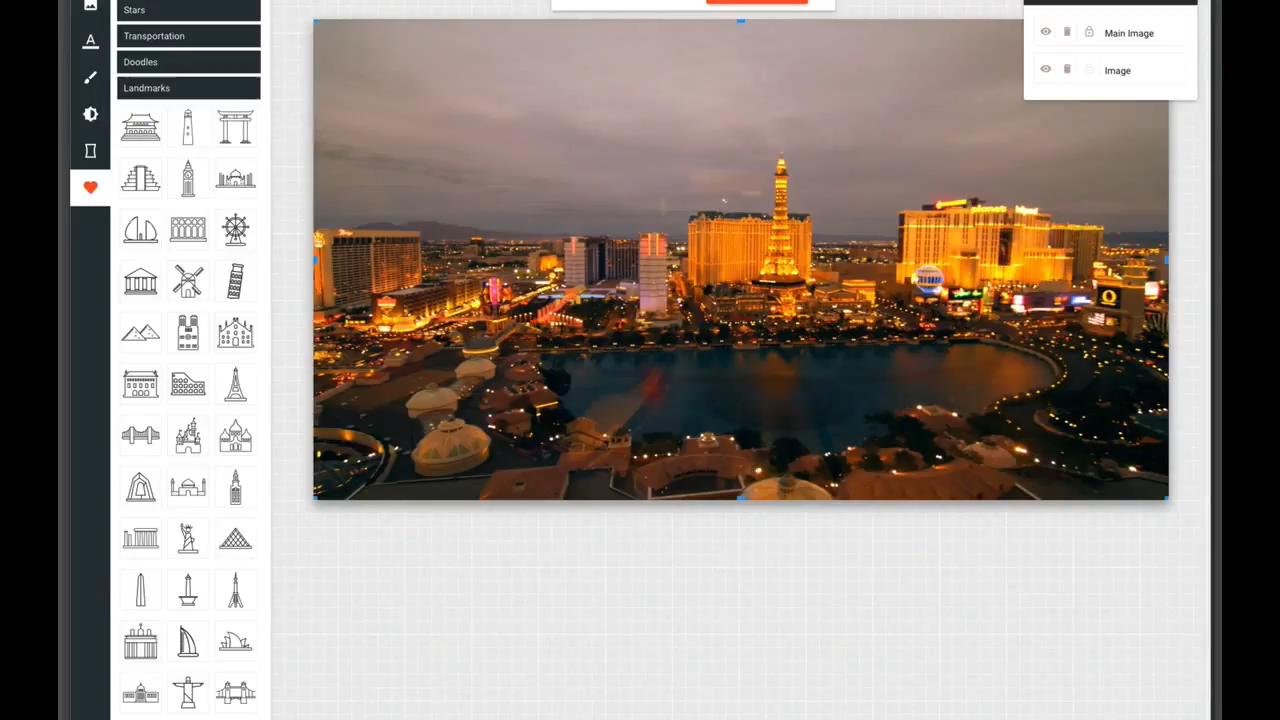 Stars
Transportation
Doodles
Landmarks
Main Image
Image